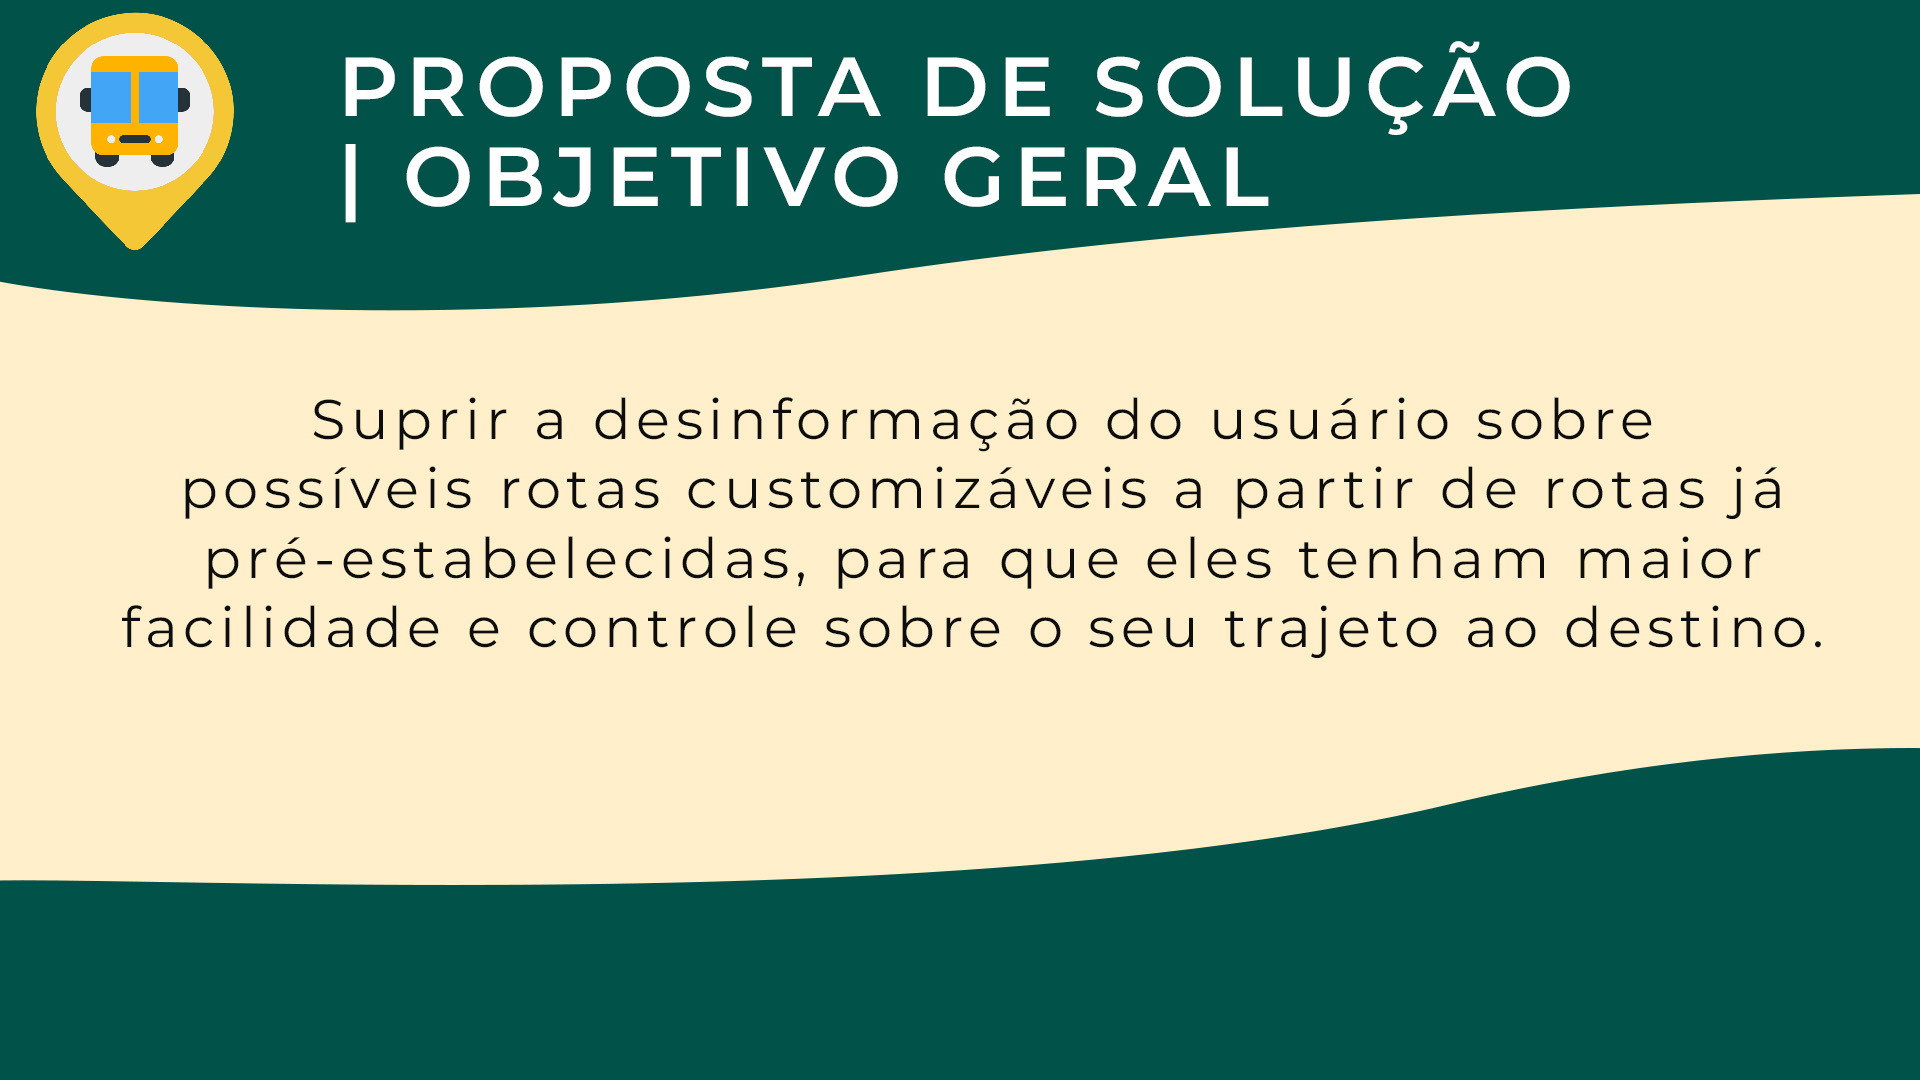 PROPOSTA DE SOLUÇÃO
| OBJETIVO GERAL
Suprir a desinformação do usuário sobre
possíveis rotas customizáveis a partir de rotas já
pré-estabelecidas, para que eles tenham maior
facilidade e controle sobre o seu trajeto ao destino.